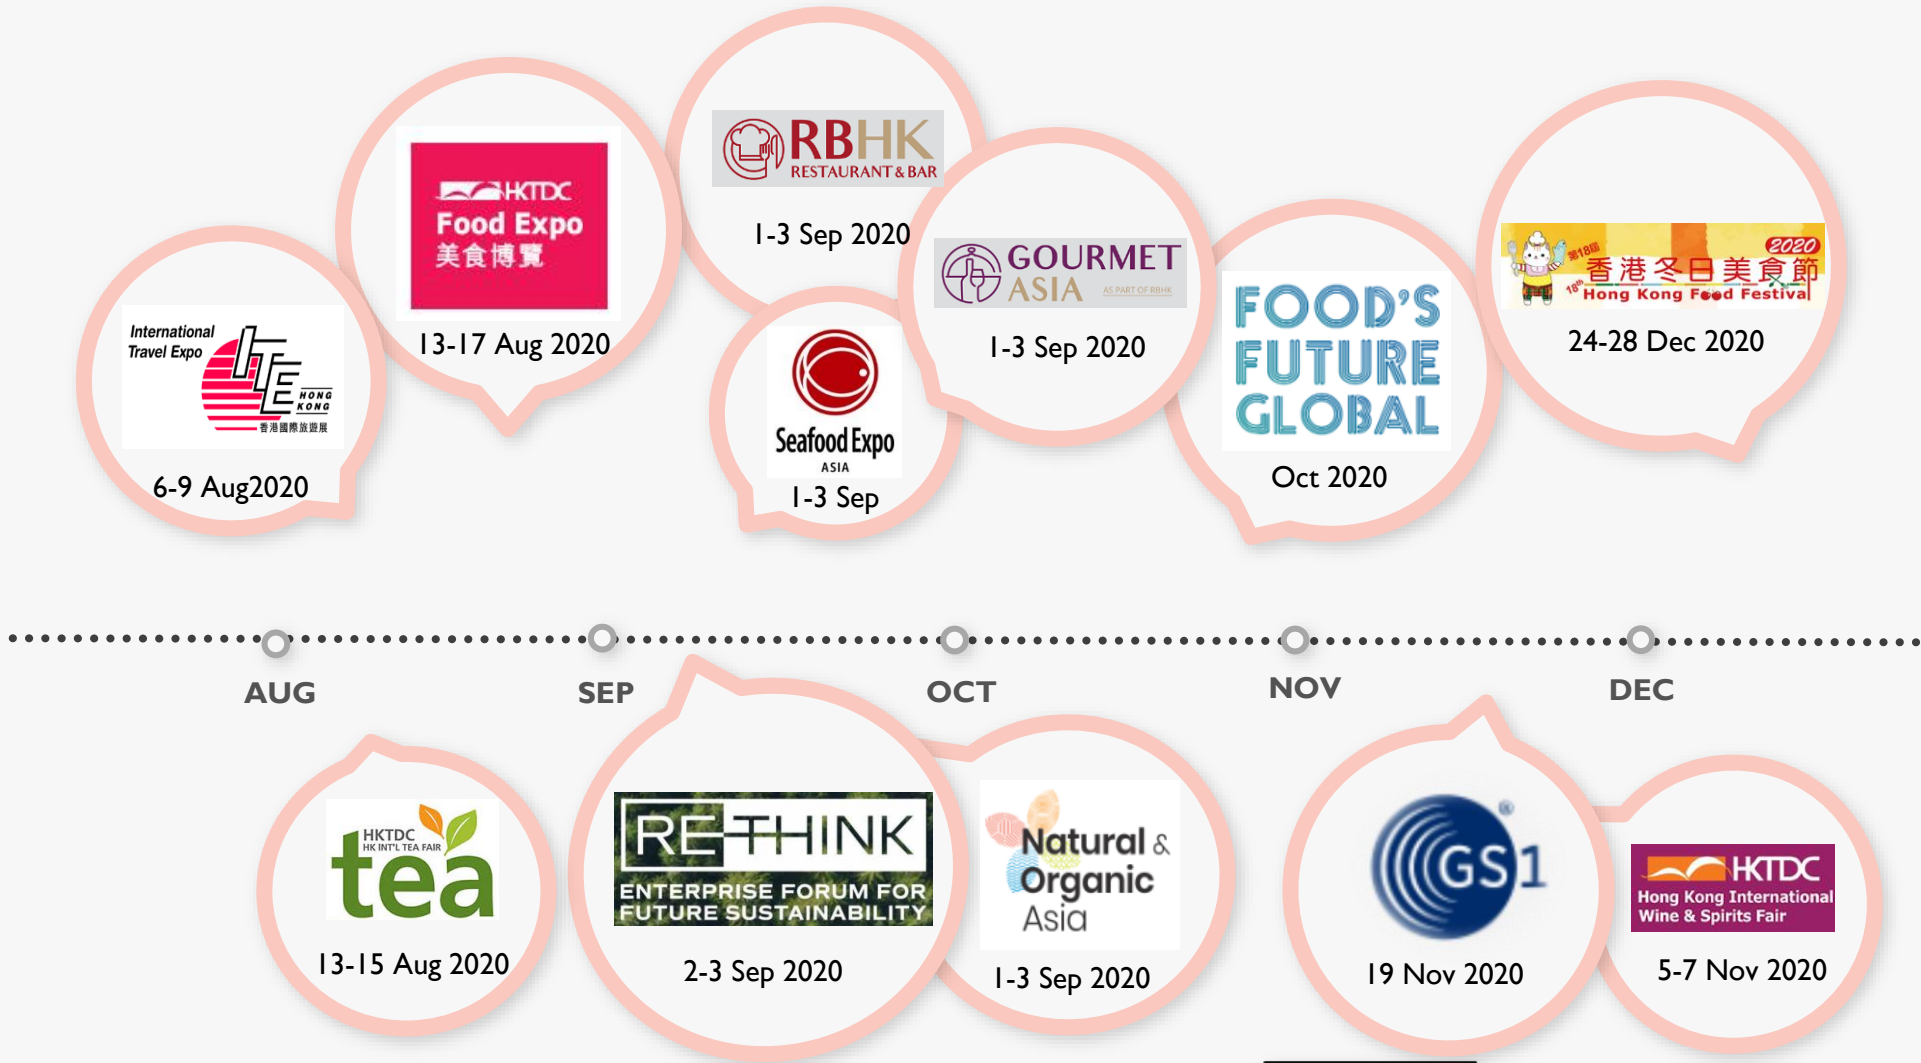 International
Travel Expo
ITE
HONG
KONG
香港國際旅遊展
6-9 Aug2020
HKTDC
Food Expo
美食博覽
13-17 Aug 2020
RBHK
RESTAURANT & BAR
1-3 Sep 2020
Seafood Expo
ASIA
1-3 Sep
GOURMET
ASIA
AS PART OF RBHK
1-3 Sep 2020
FOOD'S
FUTURE
GLOBAL
Oct 2020
2020
第18屆
香港冬日美食節
18th
Hong Kong Food Festival
24-28 Dec 2020
AUG
SEP
OCT
NOV
DEC
HKTDC
HK INT'L TEA FAIR
tea
13-15 Aug 2020
RE-THINK
ENTERPRISE FORUM FOR
FUTURE SUSTAINABILITY
2-3 Sep 2020
Natural &
Organic
Asia
1-3 Sep 2020
GS1
®
19 Nov 2020
HKTDC
Hong Kong International
Wine & Spirits Fair
5-7 Nov 2020